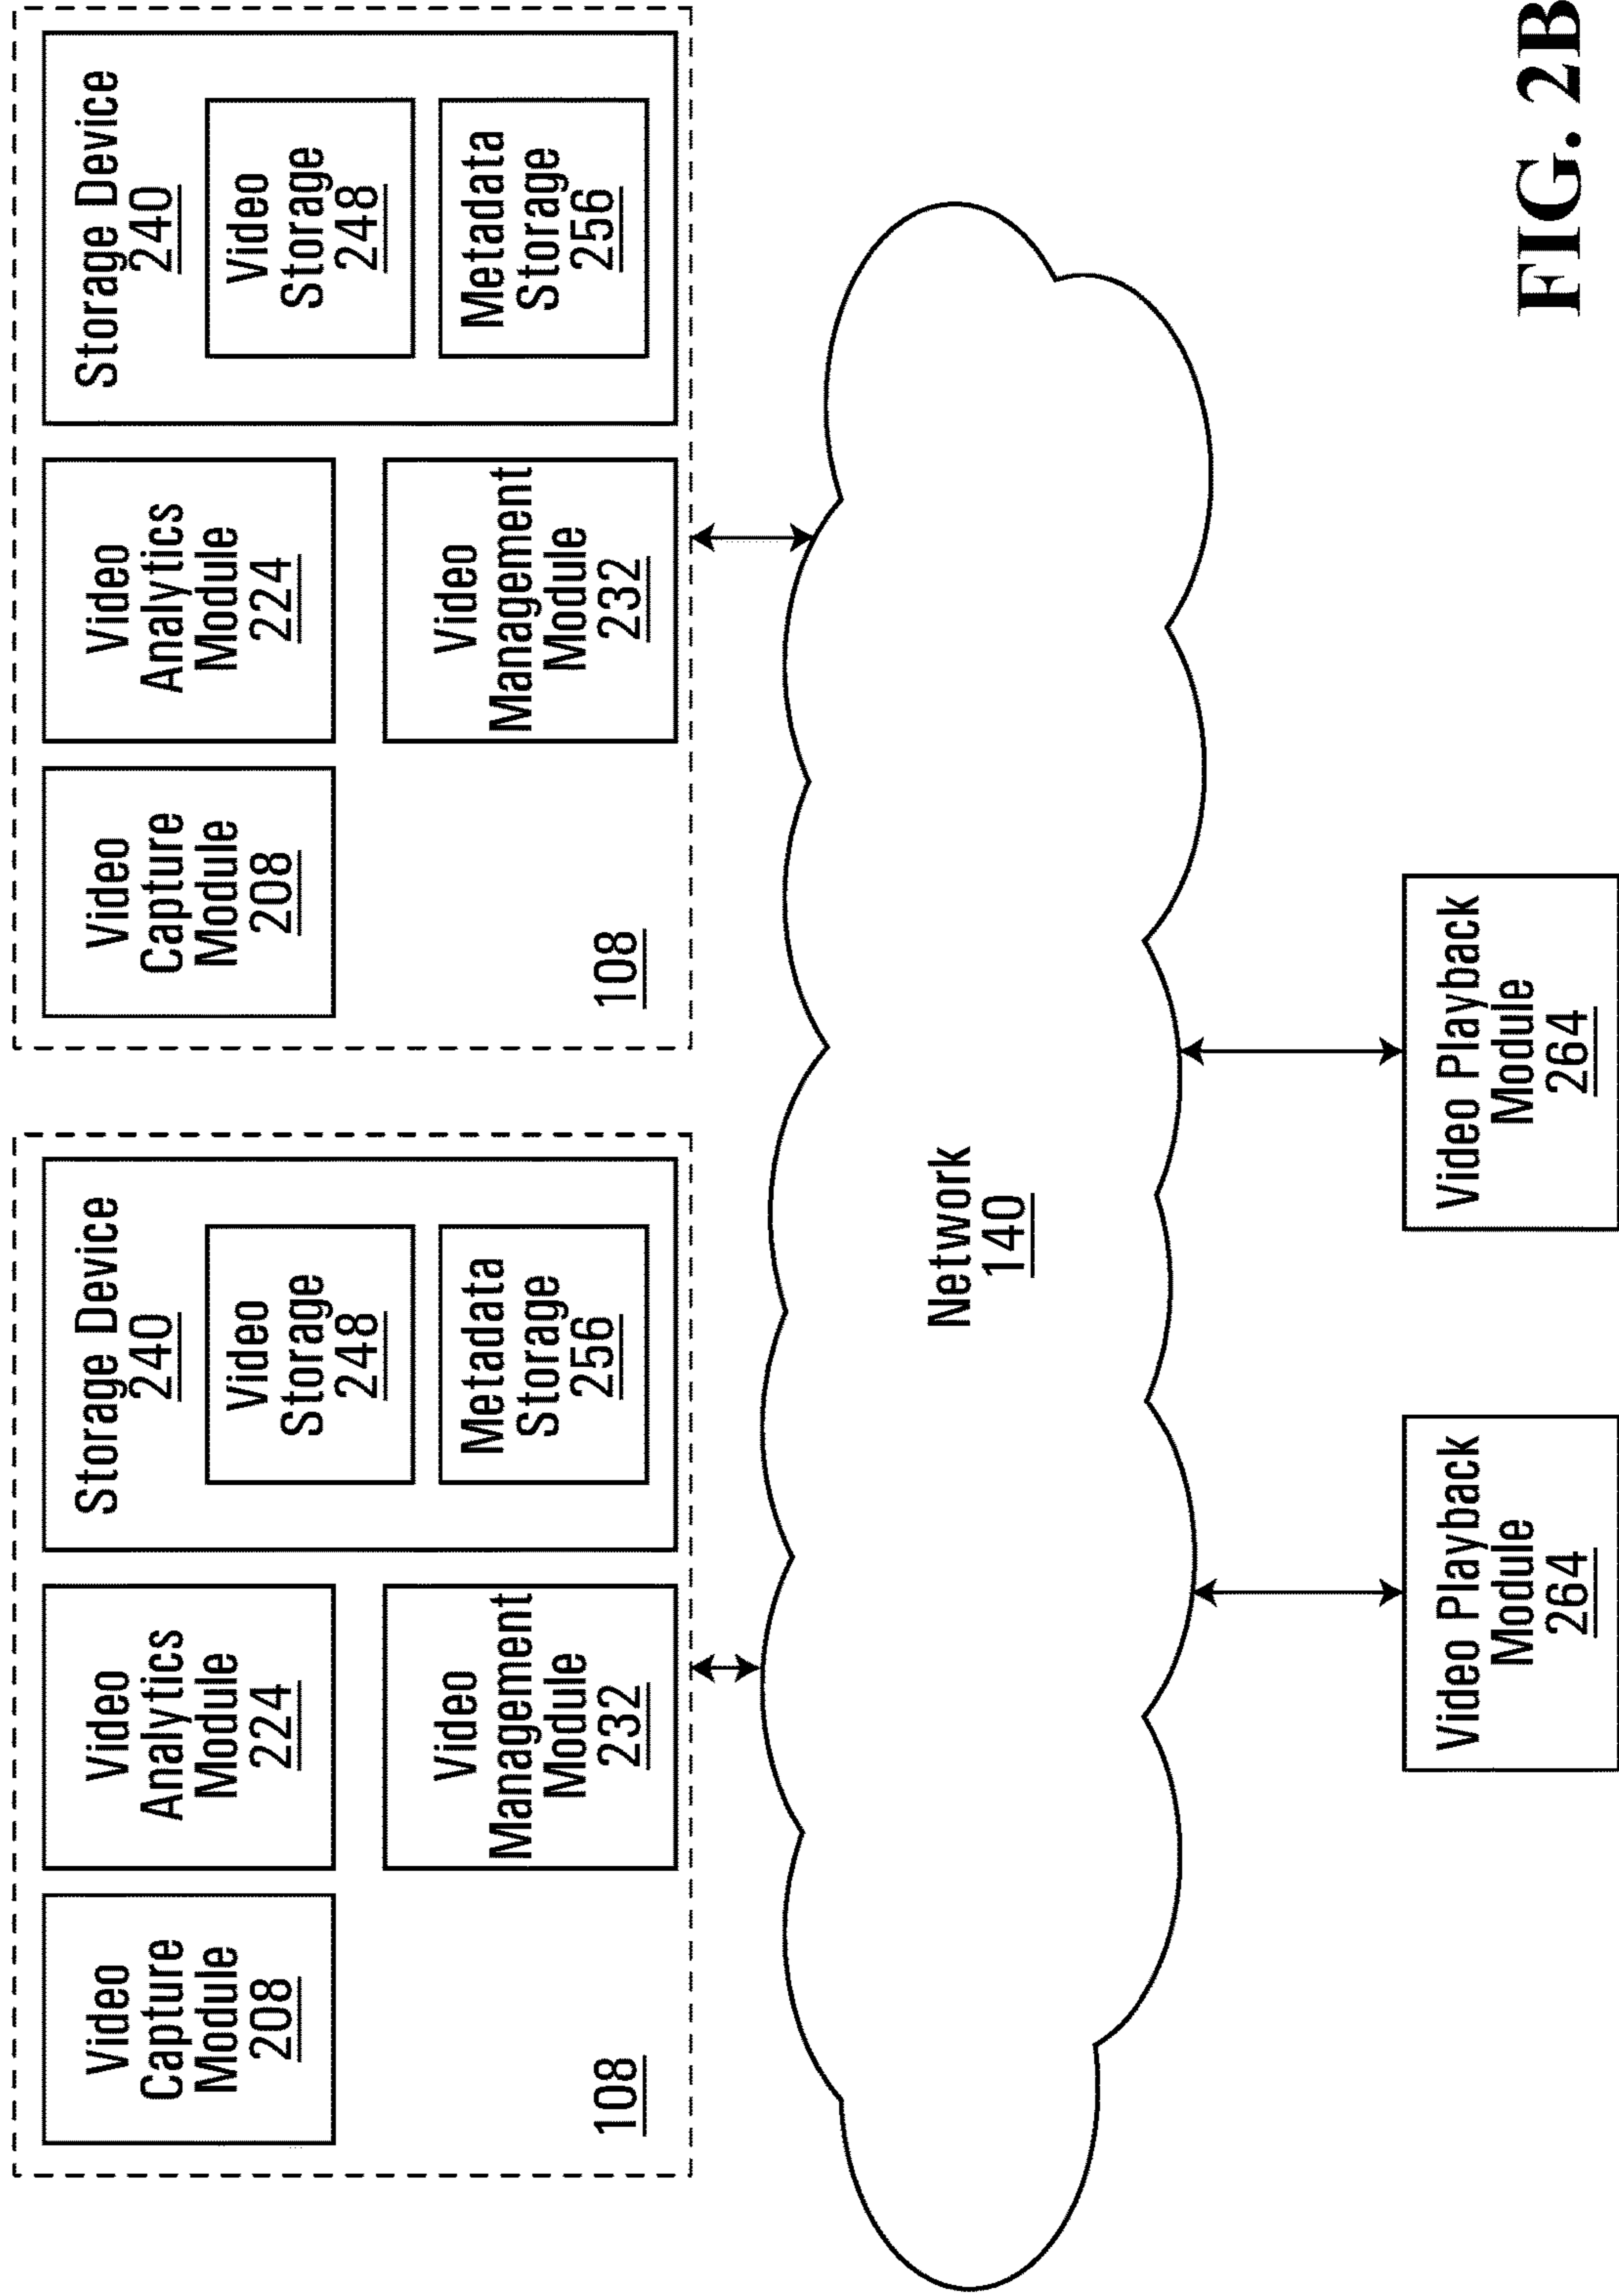 Video
Capture
Module
208
Video
Analytics
Module
224
Video
Management
Module
232
Storage Device
240
Video
Storage
248
Metadata
Storage
256
108
Video
Capture
Module
208
Video
Analytics
Module
224
Video
Management
Module
232
Storage Device
240
Video
Storage
248
Metadata
Storage
256
108
Network
140
Video Playback
Module
264
Video Playback
Module
264
FIG. 2B